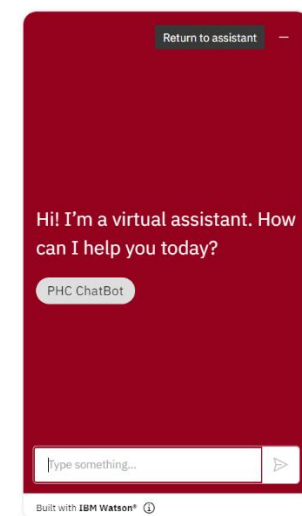 Return to assistant
Hi! I'm a virtual assistant. How
can I help you today?
PHC ChatBot
Type something...
Built with IBM Watson®